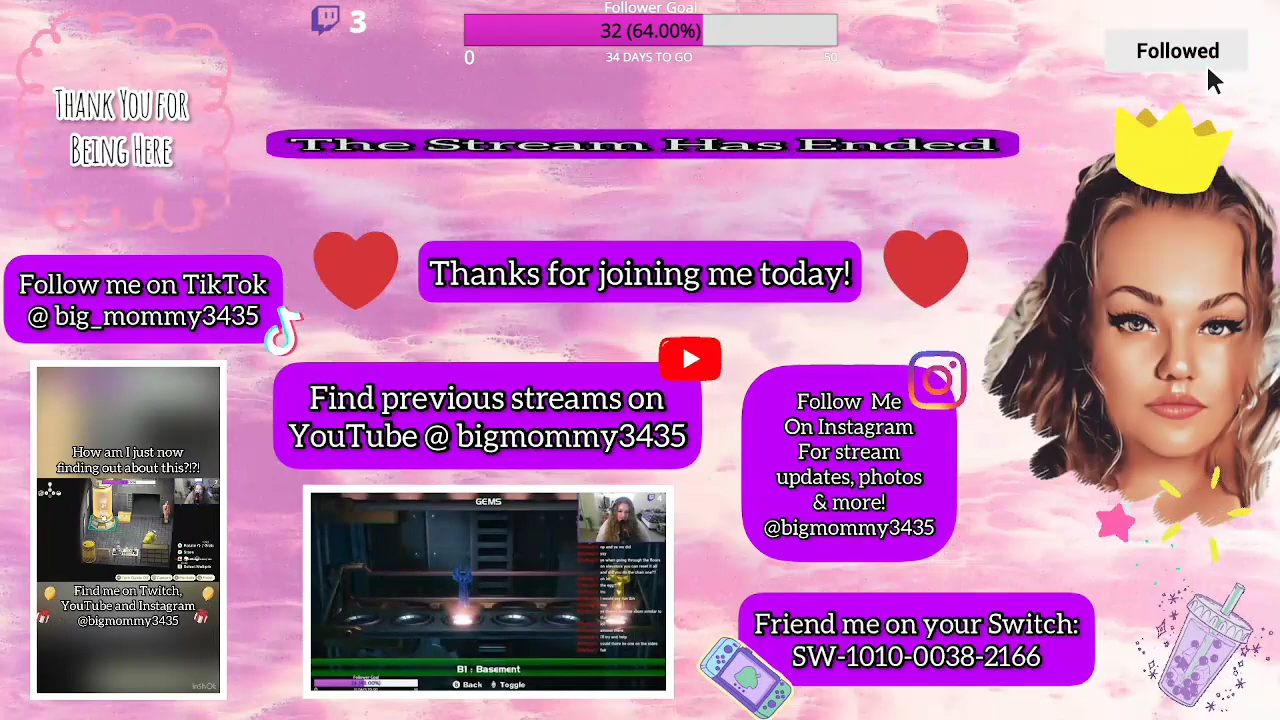 3
Follower Goal
32 (64.00%)
0
34 DAYS TO GO
50
Followed
THANK YOU FOR
BEING HERE
The Stream Has Ended
Thanks for joining me today!
Follow me on TikTok
@ big_mommy3435
Find previous streams on
YouTube @ bigmommy3435
Follow Me
On Instagram
For stream
updates, photos
& more!
@bigmommy3435
How am I just now
finding out about this?!?!
Find me on Twitch,
YouTube and Instagram
InShOt
GEMS
B1 : Basement
Follower Goal
Back
Toggle
Friend me on your Switch:
SW-1010-0038-2166